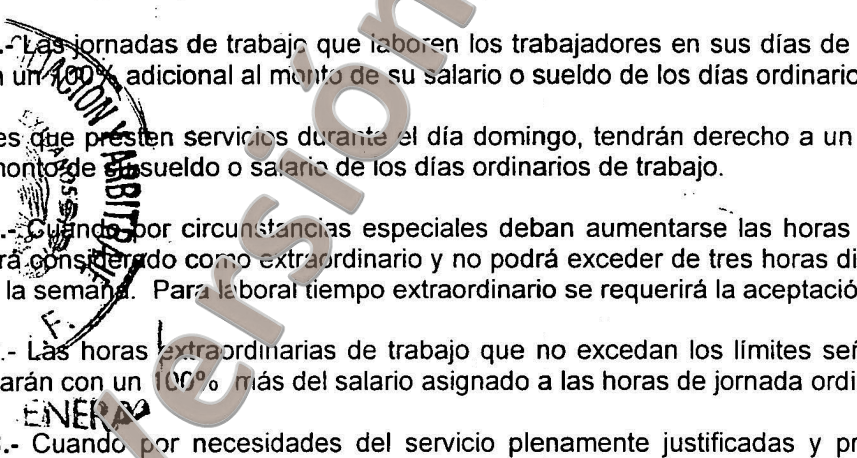 .- Las jornadas de trabajo que laboren los trabajadores en sus días de
un 100% adicional al monto de su salario o sueldo de los días ordinario
es que presten servicios durante el día domingo, tendrán derecho a un
monto de su sueldo o salario de los días ordinarios de trabajo.
.- Cuando por circunstancias especiales deban aumentarse las horas
rá considerado como extraordinario y no podrá exceder de tres horas di
la semana. Para laboral tiempo extraordinario se requerirá la aceptació
.- Las horas extraordinarias de trabajo que no excedan los límites señ
arán con un 100% más del salario asignado a las horas de jornada ordi
ENERO
.- Cuando por necesidades del servicio plenamente justificadas y pr
Y ARBITRAJE
Versión